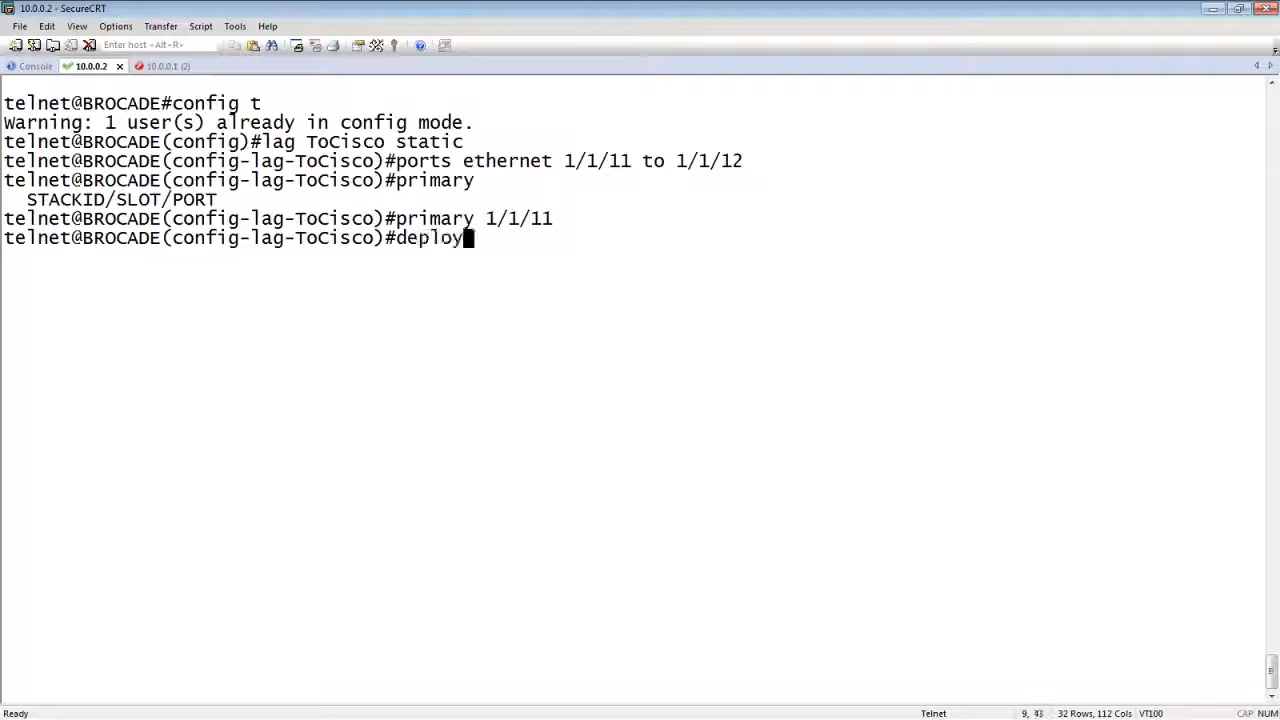 10.0.0.2 - SecureCRT
File Edit View Options Transfer Script Tools Help
Enter host <Alt+R>
Console 10.0.0.2 x 10.0.0.1 (2)
telnet@BROCADE#config t
Warning: 1 user(s) already in config mode.
telnet@BROCADE(config)#lag ToCisco static
telnet@BROCADE(config-lag-ToCisco)#ports ethernet 1/1/11 to 1/1/12
telnet@BROCADE(config-lag-ToCisco)#primary
STACKID/SLOT/PORT
telnet@BROCADE(config-lag-ToCisco)#primary 1/1/11
telnet@BROCADE(config-lag-ToCisco)#deploy
Ready Telnet 9, 43 32 Rows, 112 Cols VT100 CAP NUM